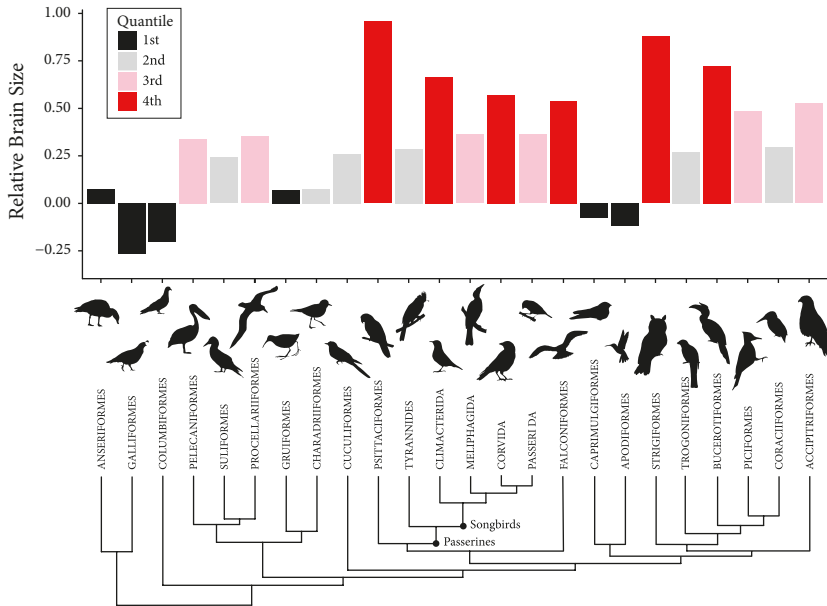 1.00
0.75
0.50
0.25
0.00
−0.25
Relative Brain Size
Quantile
1st
2nd
3rd
4th
ANSERIFORMES
GALLIFORMES
COLUMBIFORMES
PELECANIFORMES
SULIFORMES
PROCELLARIIFORMES
GRUIFORMES
CHARADRIIFORMES
CUCULIFORMES
PSITTACIFORMES
TYRANNIDES
CLIMACTERIDA
MELIPHAGIDA
CORVIDA
PASSERI DA
FALCONIFORMES
CAPRIMULGIFORMES
APODIFORMES
STRIGIFORMES
TROGONIFORMES
BUCEROTIFORMES
PICIFORMES
CORACIIFORMES
ACCIPITRIFORMES
Songbirds
Passerines